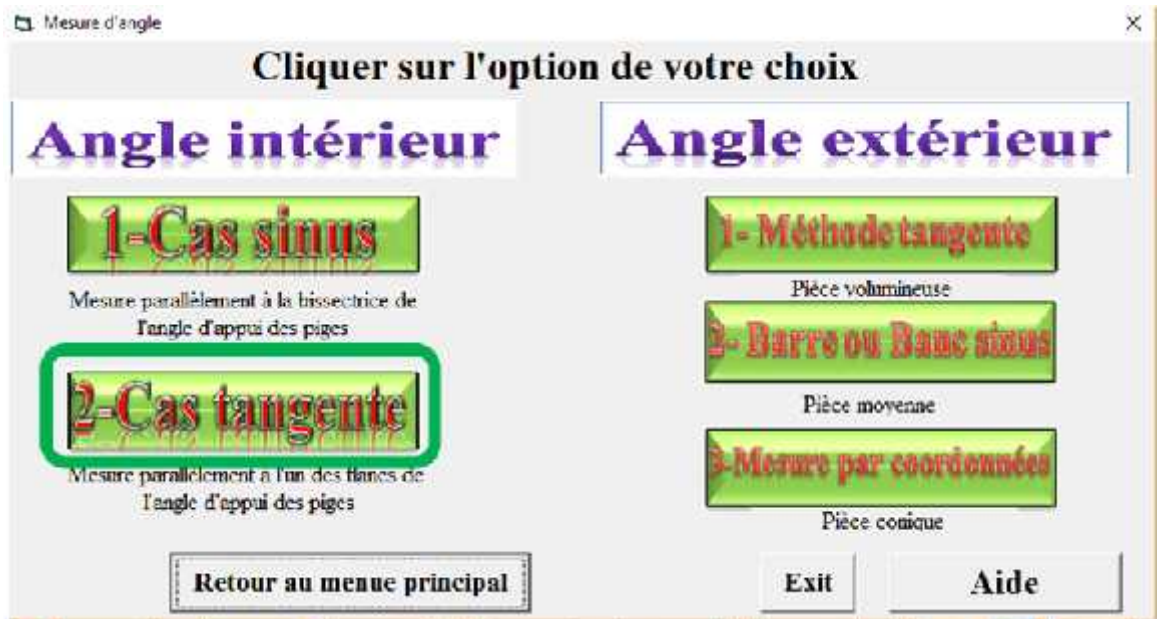 Mesure d'angle
Cliquer sur l'option de votre choix
Angle intérieur
1-Cas sinus
Mesure parallèlement à la bissectrice de
l'angle d'appui des piges
2-Cas tangente
Mesure parallèlement a l'un des flancs de
l'angle d'appui des piges
Angle extérieur
1- Méthode tangente
Pièce volumineuse
2- Barre ou Banc sinus
Pièce moyenne
3-Mesure par coordonnées
Pièce conique
Retour au menue principal
Exit
Aide